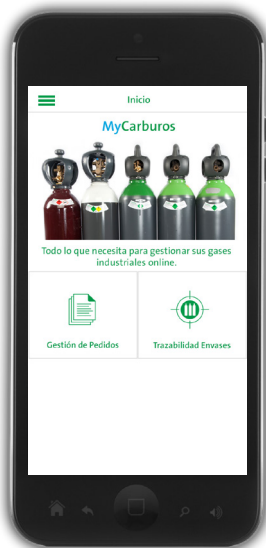 Inicio
MyCarburos
Todo lo que necesita para gestionar sus gases
industriales online.
Gestión de Pedidos
Trazabilidad Envases